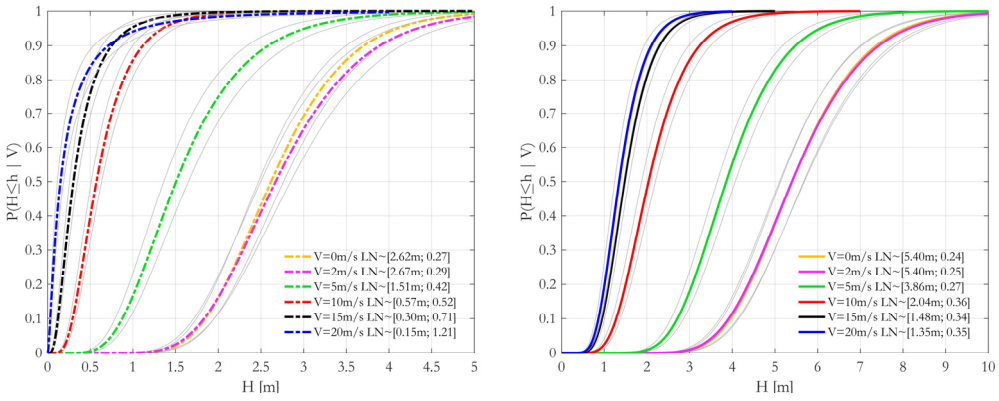 P(H≤h | V)
1
0.9
0.8
0.7
0.6
0.5
0.4
0.3
0.2
0.1
0
V=0m/s LN~[2.62m; 0.27]
V=2m/s LN~[2.67m; 0.29]
V=5m/s LN~[1.51m; 0.42]
V=10m/s LN~[0.57m; 0.52]
V=15m/s LN~[0.30m; 0.71]
V=20m/s LN~[0.15m; 1.21]
0 0.5 1 1.5 2 2.5 3 3.5 4 4.5 5
H [m]
P(H≤h | V)
1
0.9
0.8
0.7
0.6
0.5
0.4
0.3
0.2
0.1
0
V=0m/s LN~[5.40m; 0.24]
V=2m/s LN~[5.40m; 0.25]
V=5m/s LN~[3.86m; 0.27]
V=10m/s LN~[2.04m; 0.36]
V=15m/s LN~[1.48m; 0.34]
V=20m/s LN~[1.35m; 0.35]
0 1 2 3 4 5 6 7 8 9 10
H [m]